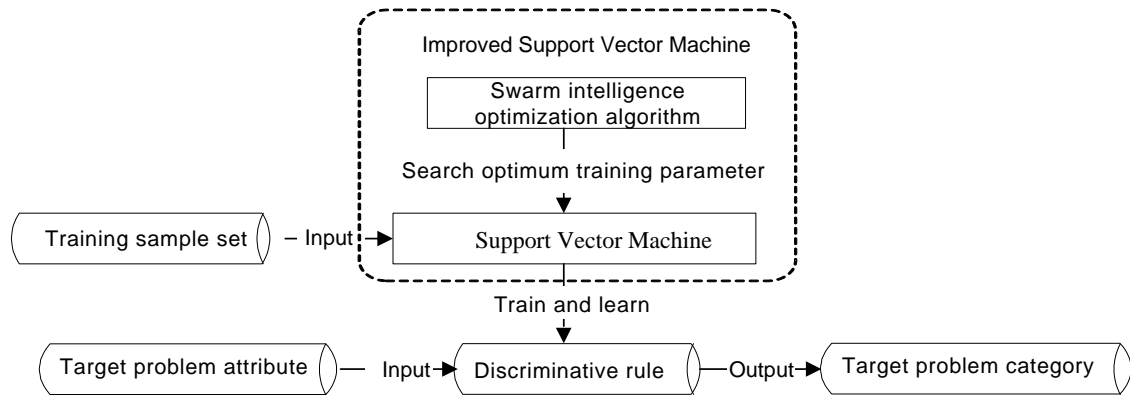 Improved Support Vector Machine
Swarm intelligence
optimization algorithm
Search optimum training parameter
Training sample set
Input
Support Vector Machine
Train and learn
Target problem attribute
Input
Discriminative rule
Output
Target problem category